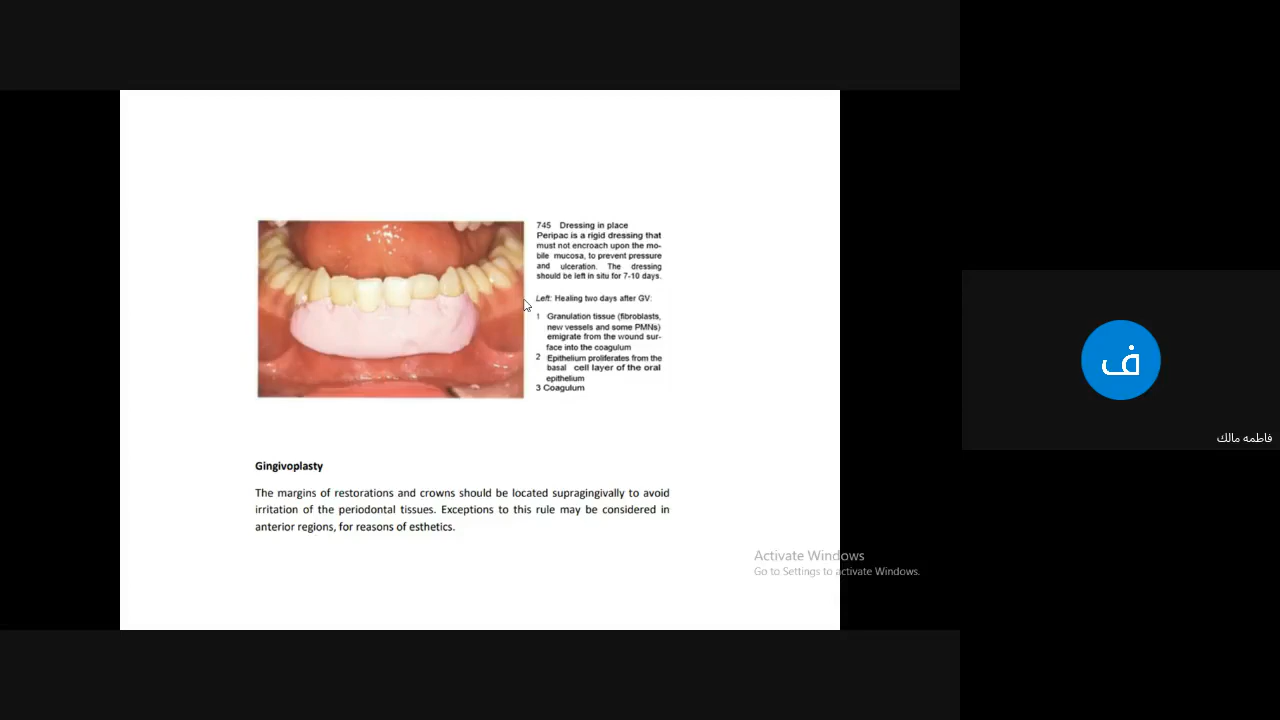 745 Dressing in place
Peripac is a rigid dressing that
must not encroach upon the mo-
bile mucosa, to prevent pressure
and ulceration. The dressing
should be left in situ for 7-10 days.
Left: Healing two days after GV:
1 Granulation tissue (fibroblasts,
new vessels and some PMNs)
emigrate from the wound sur-
face into the coagulum
2 Epithelium proliferates from the
basal cell layer of the oral
epithelium
3 Coagulum
Gingivoplasty
The margins of restorations and crowns should be located supragingivally to avoid
irritation of the periodontal tissues. Exceptions to this rule may be considered in
anterior regions, for reasons of esthetics.
Activate Windows
Go to Settings to activate Windows.
ف
فاطمه مالك